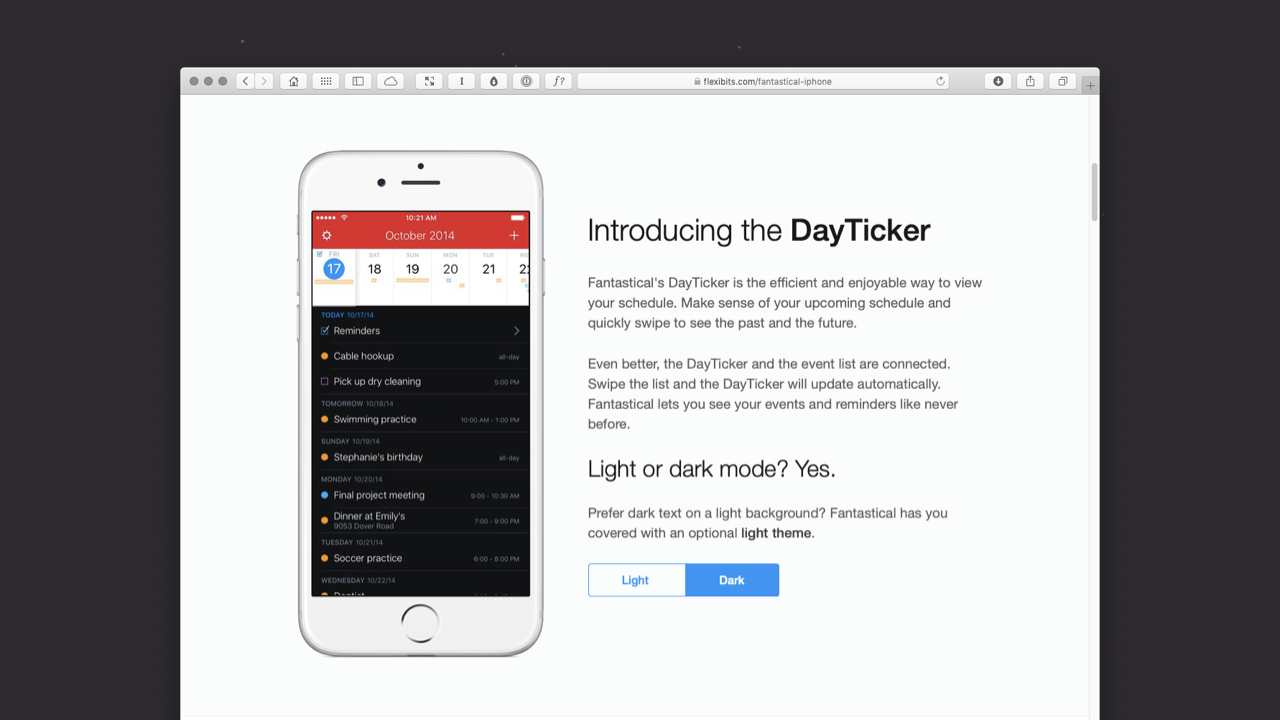 I
f?
flexibits.com/fantastical-iphone
10:21 AM
October 2014
FRI SAT SUN MON TUE
17 18 19 20 21
TODAY 10/17/14
Reminders
Cable hookup all-day
Pick up dry cleaning 5:00 PM
TOMORROW 10/18/14
Swimming practice 10:00 AM - 1:00 PM
SUNDAY 10/19/14
Stephanie's birthday all-day
MONDAY 10/20/14
Final project meeting 9:00 - 10:30 AM
Dinner at Emily's 7:00 - 9:00 PM
9053 Dover Road
TUESDAY 10/21/14
Soccer practice 6:00 - 8:00 PM
WEDNESDAY 10/22/14
Introducing the DayTicker
Fantastical's DayTicker is the efficient and enjoyable way to view
your schedule. Make sense of your upcoming schedule and
quickly swipe to see the past and the future.
Even better, the DayTicker and the event list are connected.
Swipe the list and the DayTicker will update automatically.
Fantastical lets you see your events and reminders like never
before.
Light or dark mode? Yes.
Prefer dark text on a light background? Fantastical has you
covered with an optional light theme.
Light Dark